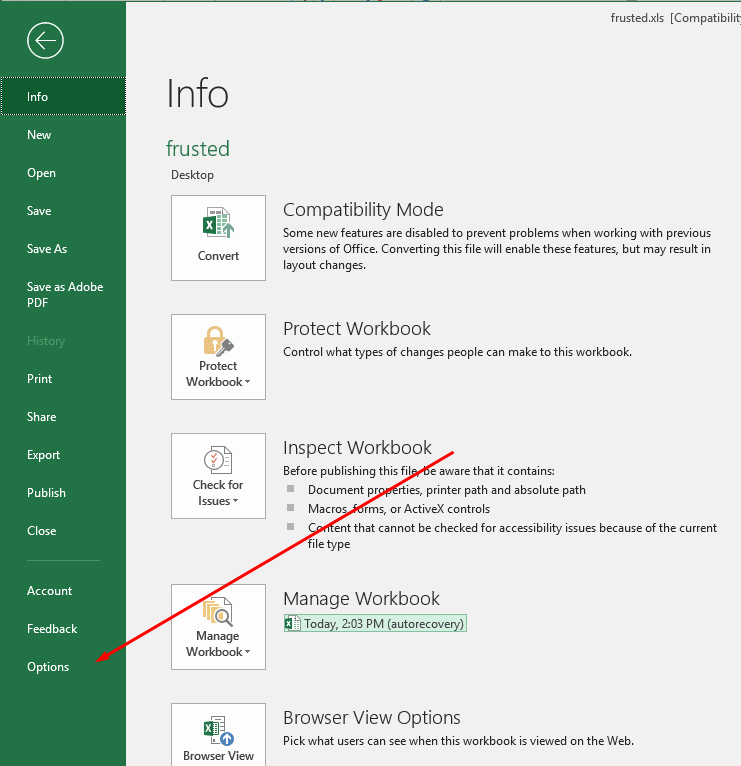 frusted.xls [Compatibility
Info
New
Open
Save
Save As
Save as Adobe
PDF
History
Print
Share
Export
Publish
Close
Account
Feedback
Options
Info
frusted
Desktop
Convert
Compatibility Mode
Some new features are disabled to prevent problems when working with previous
versions of Office. Converting this file will enable these features, but may result in
layout changes.
Protect
Workbook
Protect Workbook
Control what types of changes people can make to this workbook.
Check for
Issues
Inspect Workbook
Before publishing this file, be aware that it contains:
Document properties, printer path and absolute path
Macros, forms, or ActiveX controls
Content that cannot be checked for accessibility issues because of the current
file type
Manage
Workbook
Manage Workbook
Today, 2:03 PM (autorecovery)
Browser View
Browser View Options
Pick what users can see when this workbook is viewed on the Web.